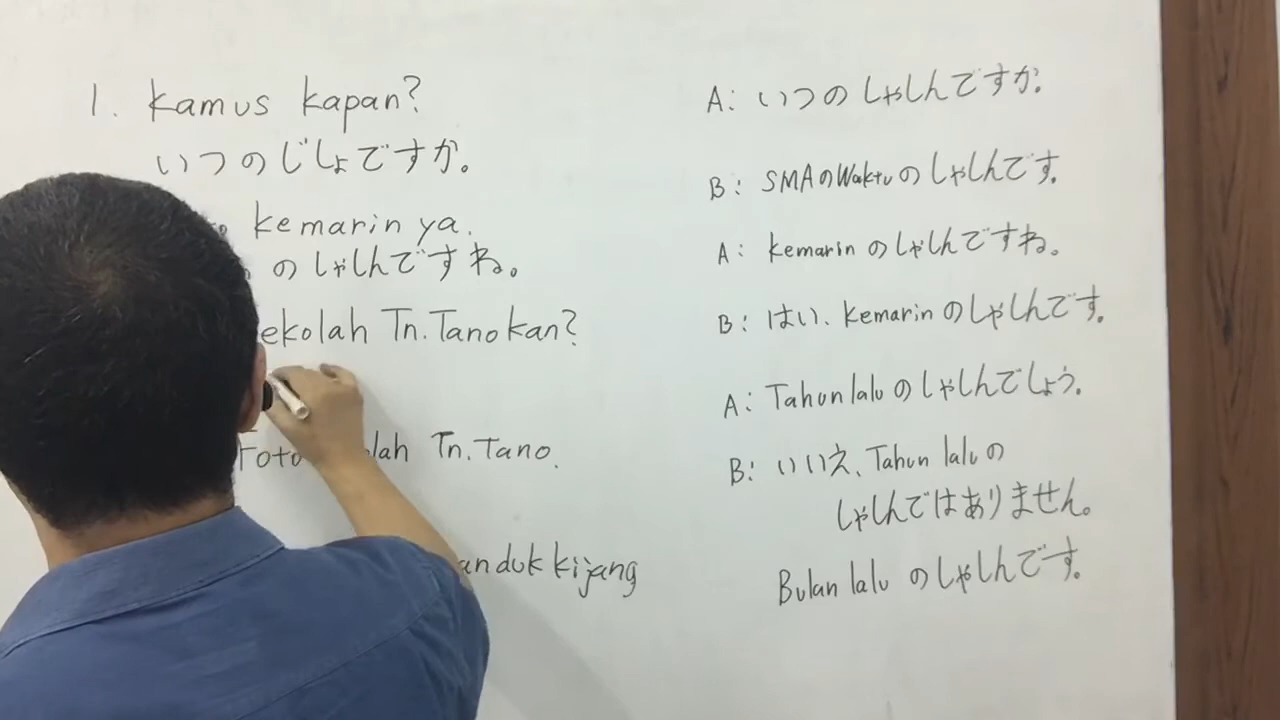 1. Kamus kapan?
いつのじしょですか。
kemarin ya.
のしゃしんですね。
ekolah Tn.Tanokan?
Foto lah Tn.Tano.
anduk kijang
A: いつのしゃしんですか。
B: SMAのWaktuのしゃしんです。
A: kemarinのしゃしんですね。
B: はい、kemarinのしゃしんです。
A: Tahun laluのしゃしんでしょう。
B: いいえ、Tahun laluの
しゃしんではありません。
Bulan laluのしゃしんです。